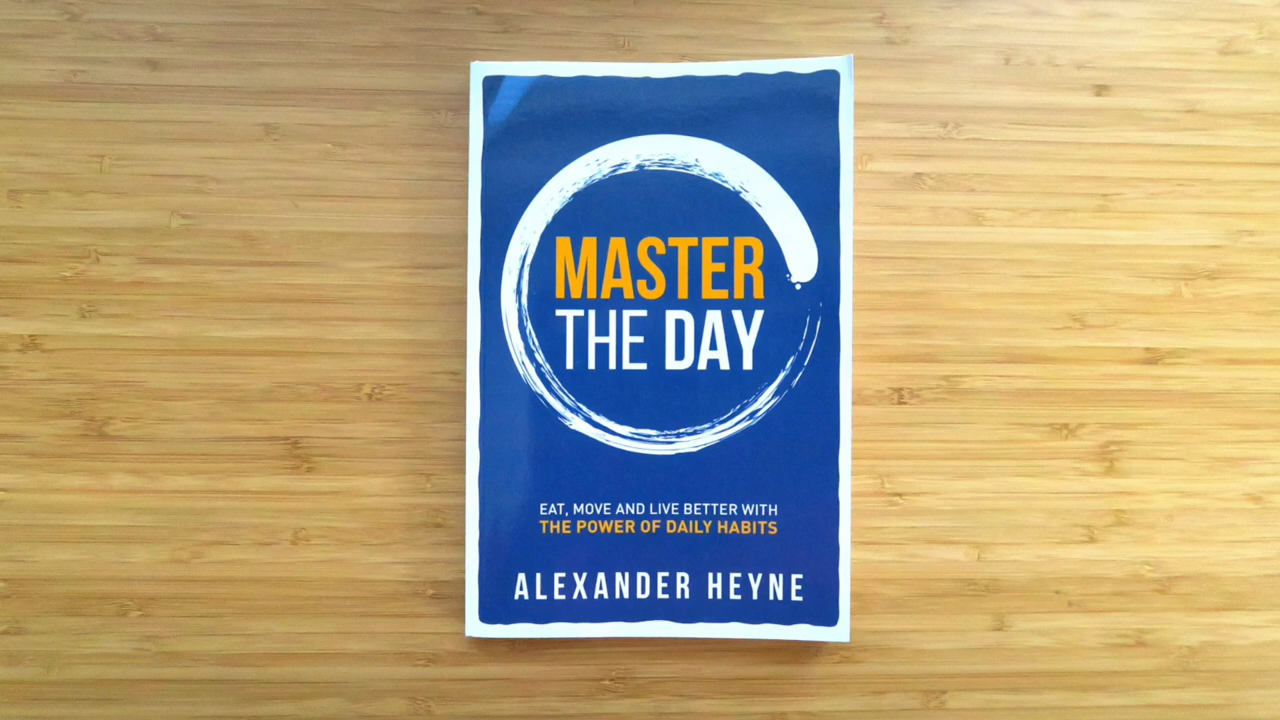 MASTER
THE DAY
EAT, MOVE AND LIVE BETTER WITH
THE POWER OF DAILY HABITS
ALEXANDER HEYNE